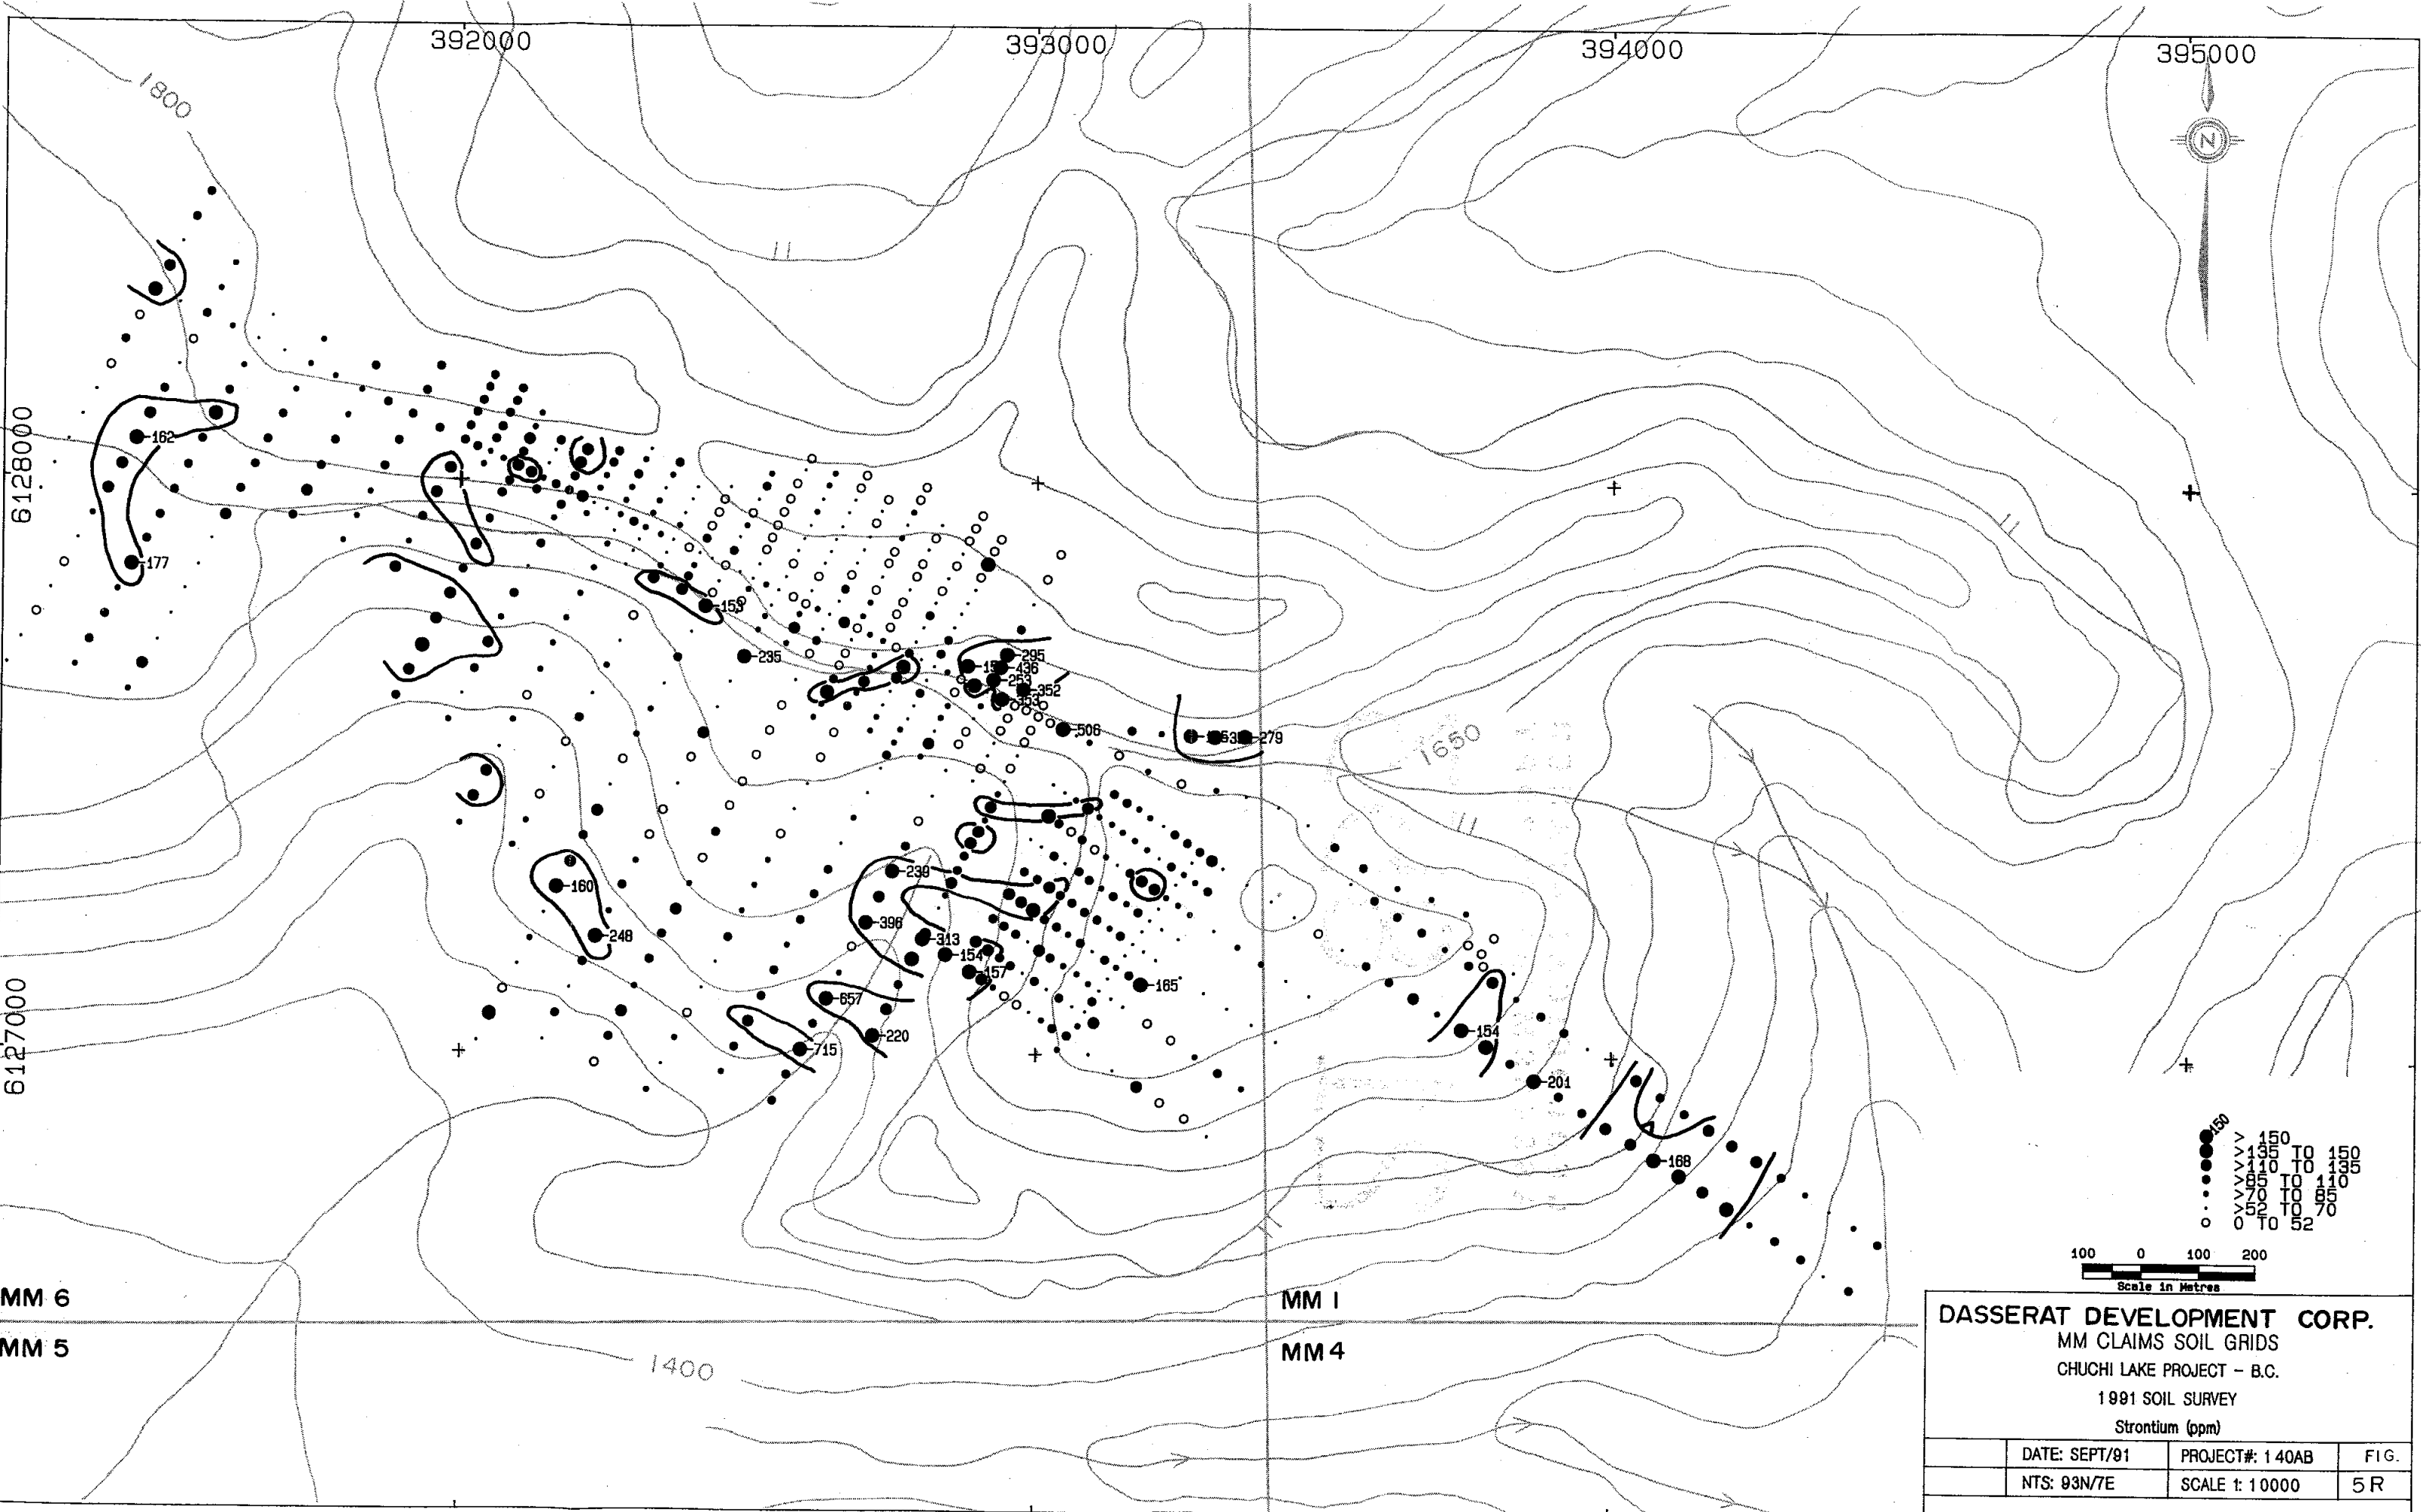 392000
393000
394000
395000
1800
N
11
6128000
162
177
11
153
235
295
436
253
352
353
506
279
1650
11
160
248
239
396
313
154
157
165
657
220
715
154
201
168
6127000
150
> 150
>135 TO 150
>110 TO 135
>85 TO 110
>70 TO 85
>52 TO 70
0 TO 52
100 0 100 200
Scale in Metres
MM 6
MM 1
MM 5
MM 4
1400
DASSERAT DEVELOPMENT CORP.
MM CLAIMS SOIL GRIDS
CHUCHI LAKE PROJECT - B.C.
1991 SOIL SURVEY
Strontium (ppm)
DATE: SEPT/91 PROJECT#: 140AB FIG.
NTS: 93N/7E SCALE 1: 10000 5R